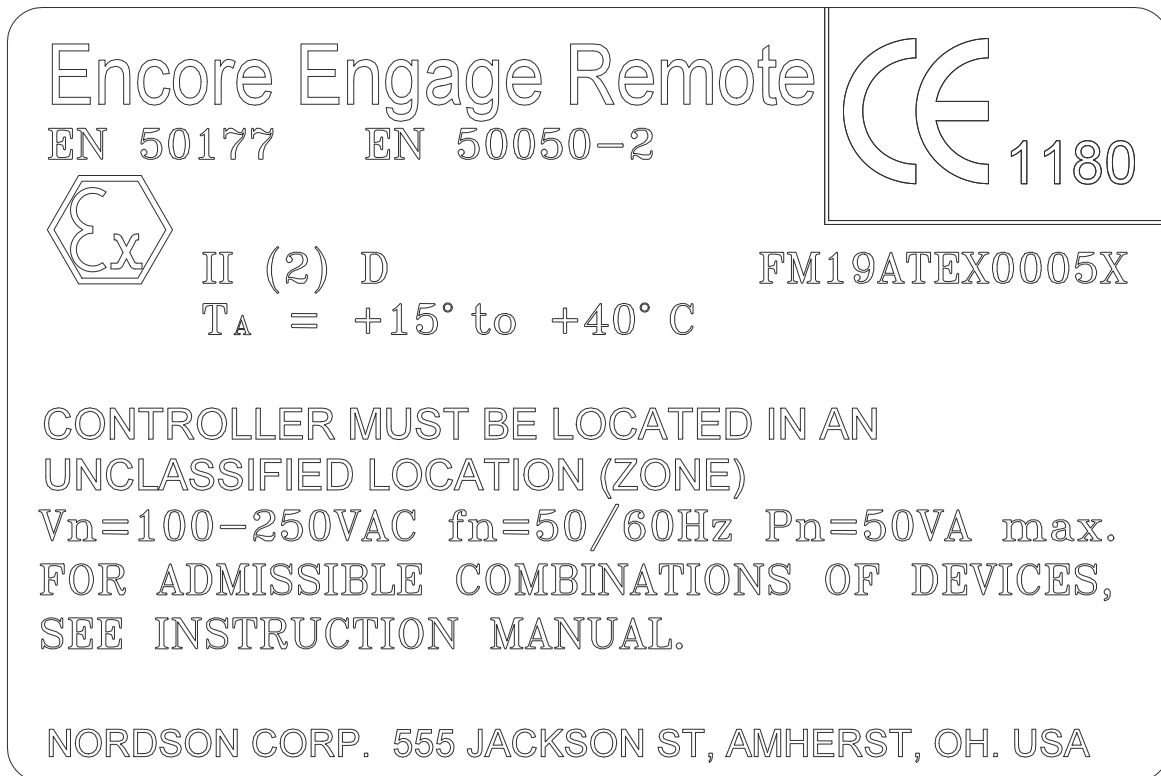 Encore Engage Remote
EN 50177 EN 50050-2
CE 1180
Ex
II (2) D FM19ATEX0005X
TA = +15° to +40° C
CONTROLLER MUST BE LOCATED IN AN
UNCLASSIFIED LOCATION (ZONE)
Vn=100-250VAC fn=50/60Hz Pn=50VA max.
FOR ADMISSIBLE COMBINATIONS OF DEVICES,
SEE INSTRUCTION MANUAL.
NORDSON CORP. 555 JACKSON ST, AMHERST, OH. USA